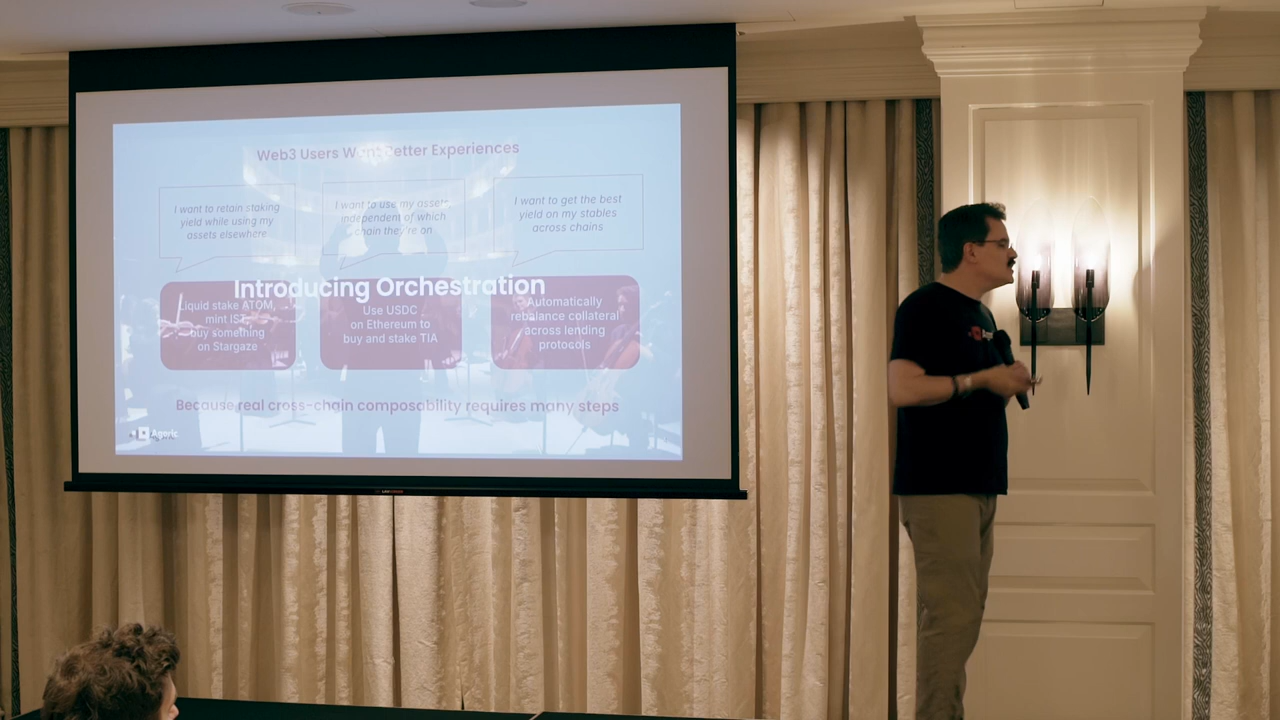 Web3 Users Want Better Experiences
I want to retain staking
yield while using my
assets elsewhere
I want to use my assets
independent of which
chain they're on
I want to get the best
yield on my stables
across chains
Introducing Orchestration
Liquid stake ATOM,
mint IST,
buy something
on Stargaze
Use USDC
on Ethereum to
buy and stake TIA
Automatically
rebalance collateral
across lending
protocols
Because real cross-chain composability requires many steps
Agoric